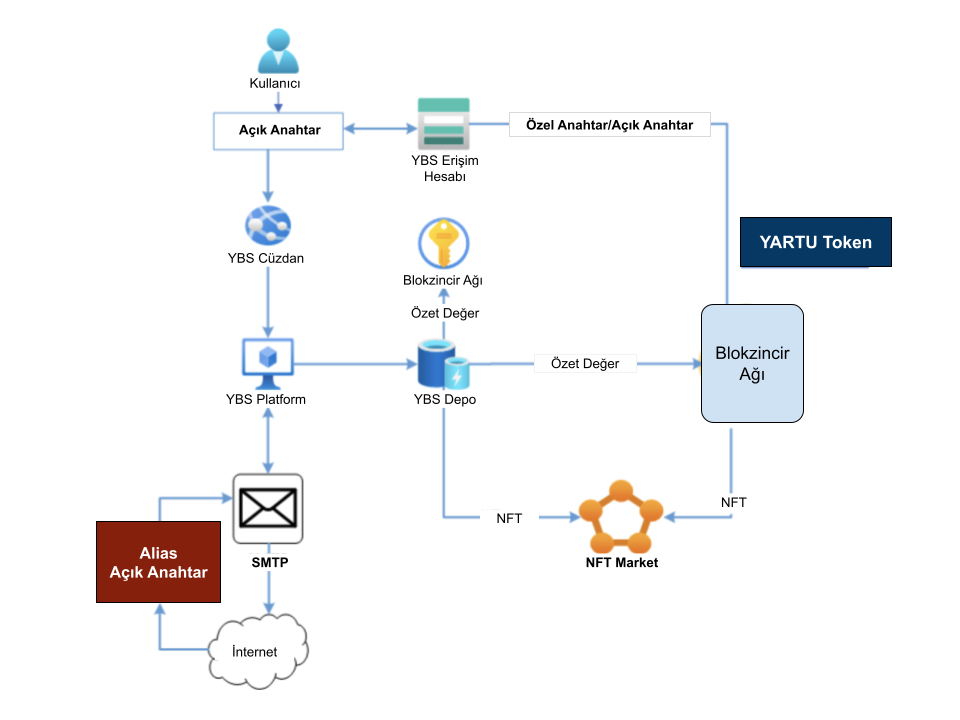 Kullanıcı
Açık Anahtar
Özel Anahtar/Açık Anahtar
YBS Erişim
Hesabı
YARTU Token
YBS Cüzdan
Blokzincir Ağı
Özet Değer
Blokzincir
Ağı
Özet Değer
YBS Platform
YBS Depo
NFT
NFT
Alias
Açık Anahtar
SMTP
NFT Market
İnternet